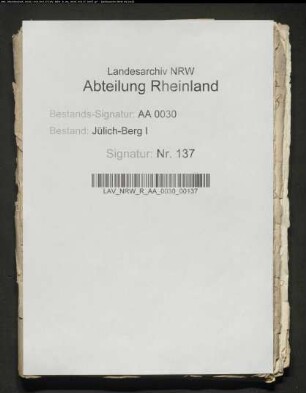 Landesarchiv NRW
Abteilung Rheinland
Bestands-Signatur: AA 0030
Bestand: Jülich-Berg I
Signatur: Nr. 137
LAV_NRW_R_AA_0030_00137